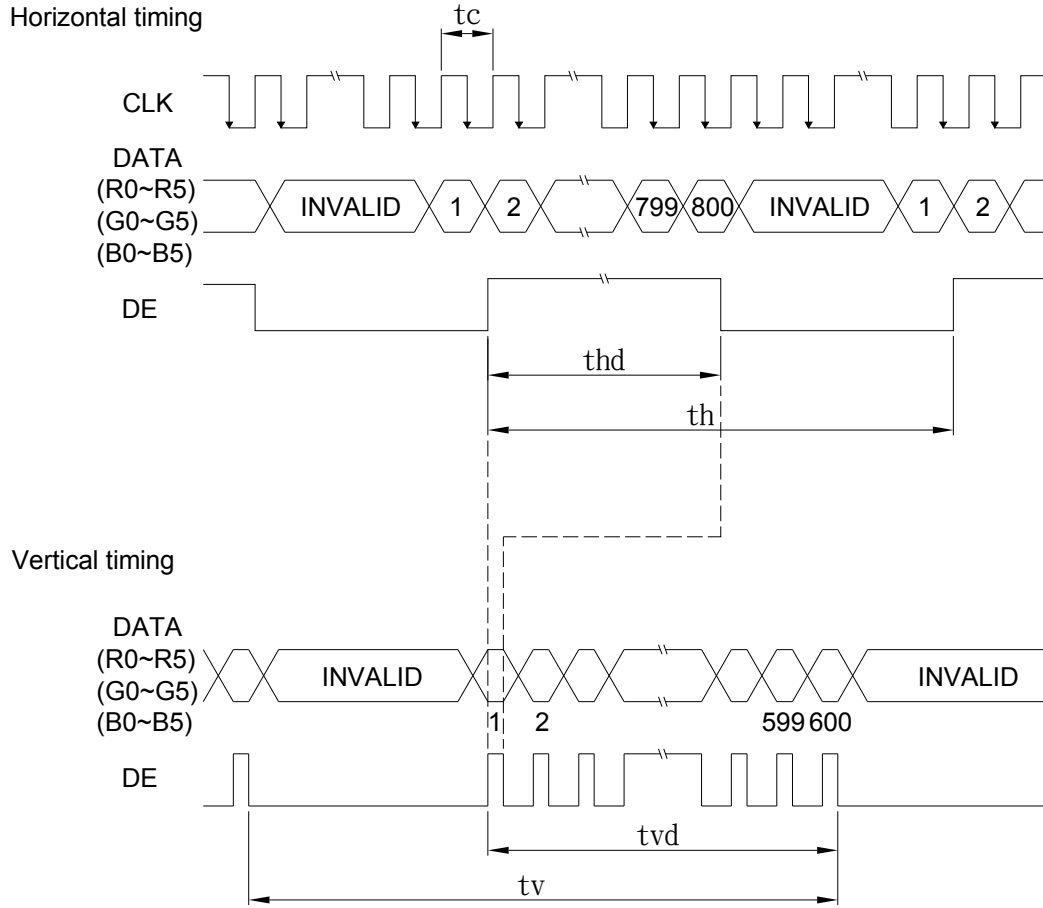 Horizontal timing
tc
CLK
DATA
(R0~R5)
(G0~G5)
(B0~B5)
INVALID 1 2 799 800 INVALID 1 2
DE
thd
th
Vertical timing
DATA
(R0~R5)
(G0~G5)
(B0~B5)
INVALID INVALID
1 2 599 600
DE
tvd
tv